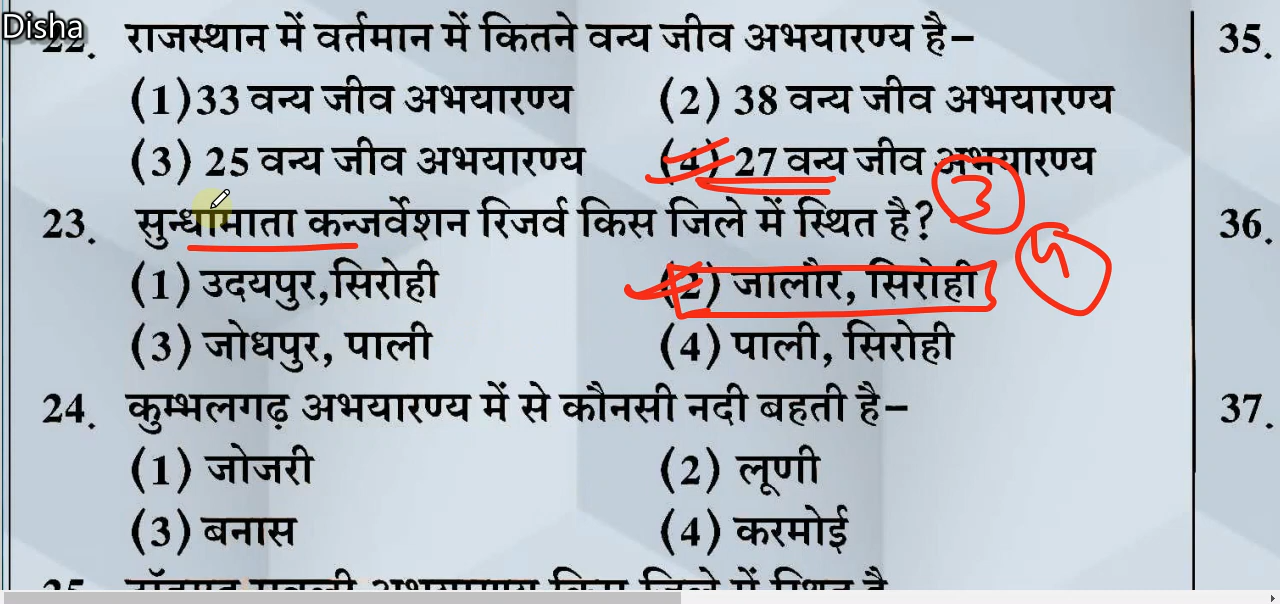 Disha
22. राजस्थान में वर्तमान में कितने वन्य जीव अभयारण्य है–
(1) 33 वन्य जीव अभयारण्य (2) 38 वन्य जीव अभयारण्य
(3) 25 वन्य जीव अभयारण्य (4) 27 वन्य जीव अभयारण्य
3
23. सुन्धामाता कन्जर्वेशन रिजर्व किस जिले में स्थित है?
(1) उदयपुर,सिरोही (2) जालौर, सिरोही
(3) जोधपुर, पाली (4) पाली, सिरोही
24. कुम्भलगढ़ अभयारण्य में से कौनसी नदी बहती है–
(1) जोजरी (2) लूणी
(3) बनास (4) करमोई
अभयारण्य किस जिले में स्थित है
35.
36.
37.